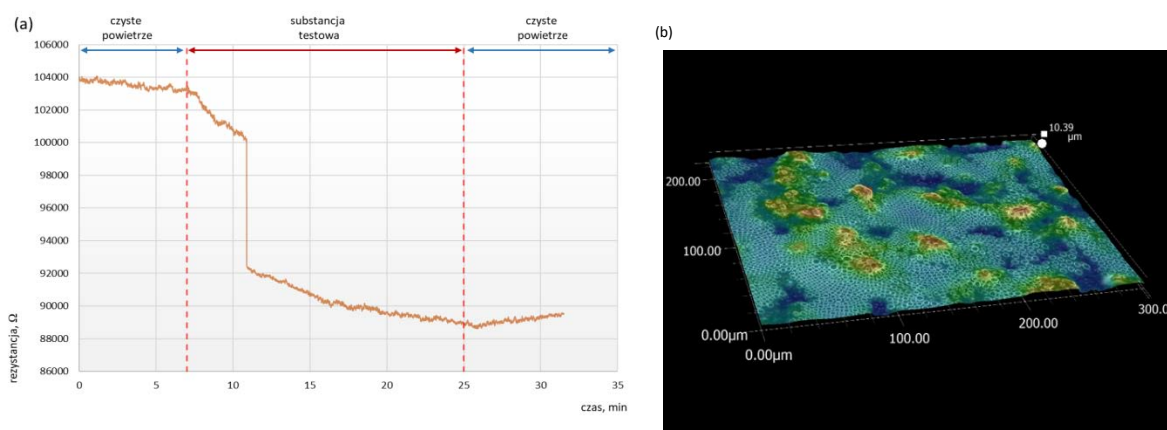 (a)
czyste
powietrze
substancja
testowa
czyste
powietrze
106000
104000
102000
100000
98000
96000
94000
92000
90000
88000
86000
rezystancja, Ω
0
5
10
15
20
25
30
35
czas, min
(b)
10.39
μm
200.00
100.00
0.00μm
0.00μm
100.00
200.00
300.0